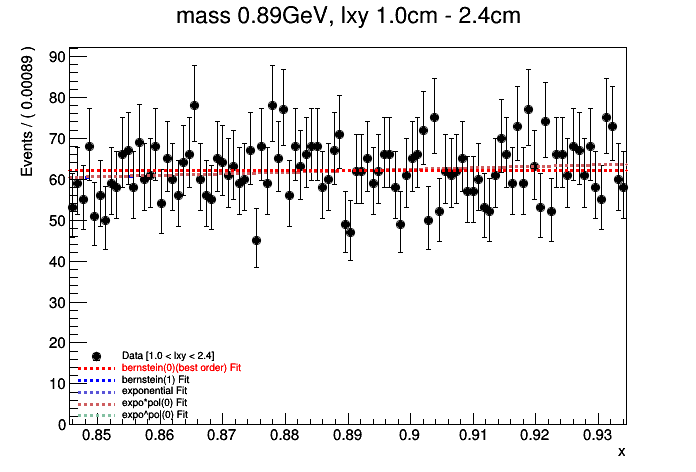 mass 0.89GeV, lxy 1.0cm - 2.4cm
Events / ( 0.00089 )
90
80
70
60
50
40
30
20
10
0
Data [1.0 < lxy < 2.4]
bernstein(0)(best order) Fit
bernstein(1) Fit
exponential Fit
expo*pol(0) Fit
expo^pol(0) Fit
0.85 0.86 0.87 0.88 0.89 0.9 0.91 0.92 0.93
x